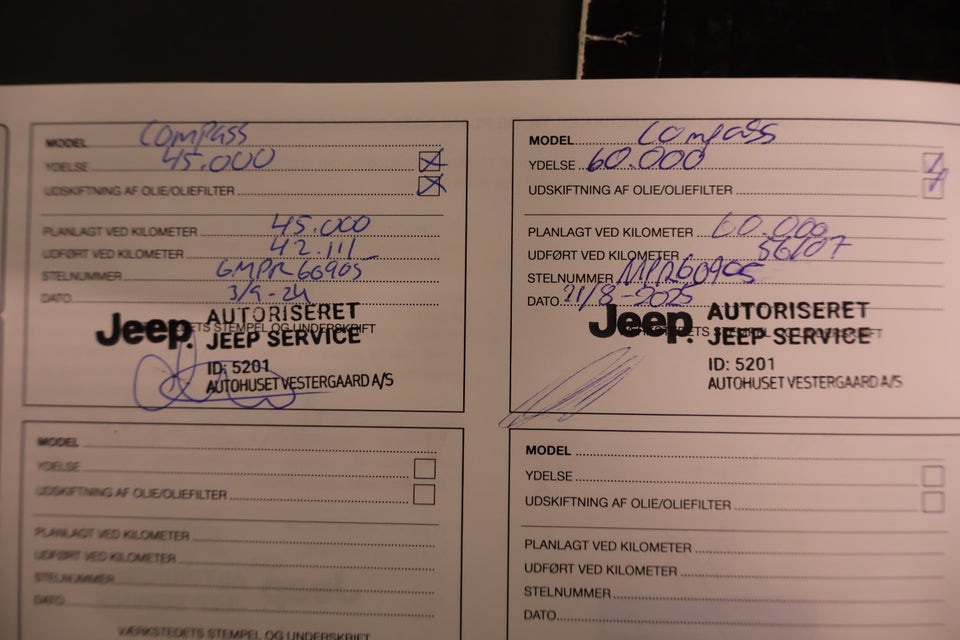 MODEL Compass
YDELSE 45.000
UDSKIFTNING AF OLIE/OLIEFILTER
PLANLAGT VED KILOMETER 45.000
UDFØRT VED KILOMETER 42.111
STELNUMMER GMPR66905
DATO 3/9-24
Jeep. AUTORISERET
JEEP SERVICE
STEMPEL OG UNDERSKRIFT
ID: 5201
AUTOHUSET VESTERGAARD A/S
MODEL Compass
YDELSE 60.000
UDSKIFTNING AF OLIE/OLIEFILTER
PLANLAGT VED KILOMETER 60.000
UDFØRT VED KILOMETER 56107
STELNUMMER MPR60905
DATO 21/8-2025
Jeep. AUTORISERET
JEEP SERVICE
ID: 5201
AUTOHUSET VESTERGAARD A/S
MODEL
YDELSE
UDSKIFTNING AF OLIE/OLIEFILTER
PLANLAGT VED KILOMETER
UDFØRT VED KILOMETER
STELNUMMER
DATO
VÆRKSTEDETS STEMPEL OG UNDERSKRIFT
MODEL
YDELSE
UDSKIFTNING AF OLIE/OLIEFILTER
PLANLAGT VED KILOMETER
UDFØRT VED KILOMETER
STELNUMMER
DATO